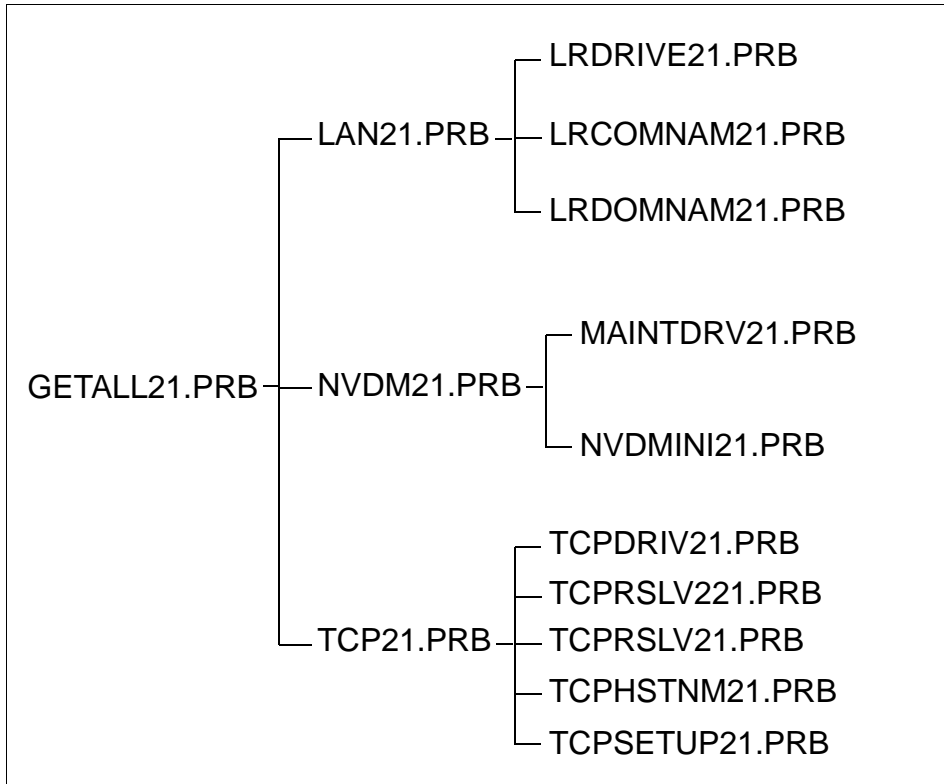 GETALL21.PRB
LAN21.PRB
LRDRIVE21.PRB
LRCOMNAM21.PRB
LRDOMNAM21.PRB
NVDM21.PRB
MAINTDRV21.PRB
NVDMINI21.PRB
TCP21.PRB
TCPDRIV21.PRB
TCPRSLV221.PRB
TCPRSLV21.PRB
TCPHSTNM21.PRB
TCPSETUP21.PRB